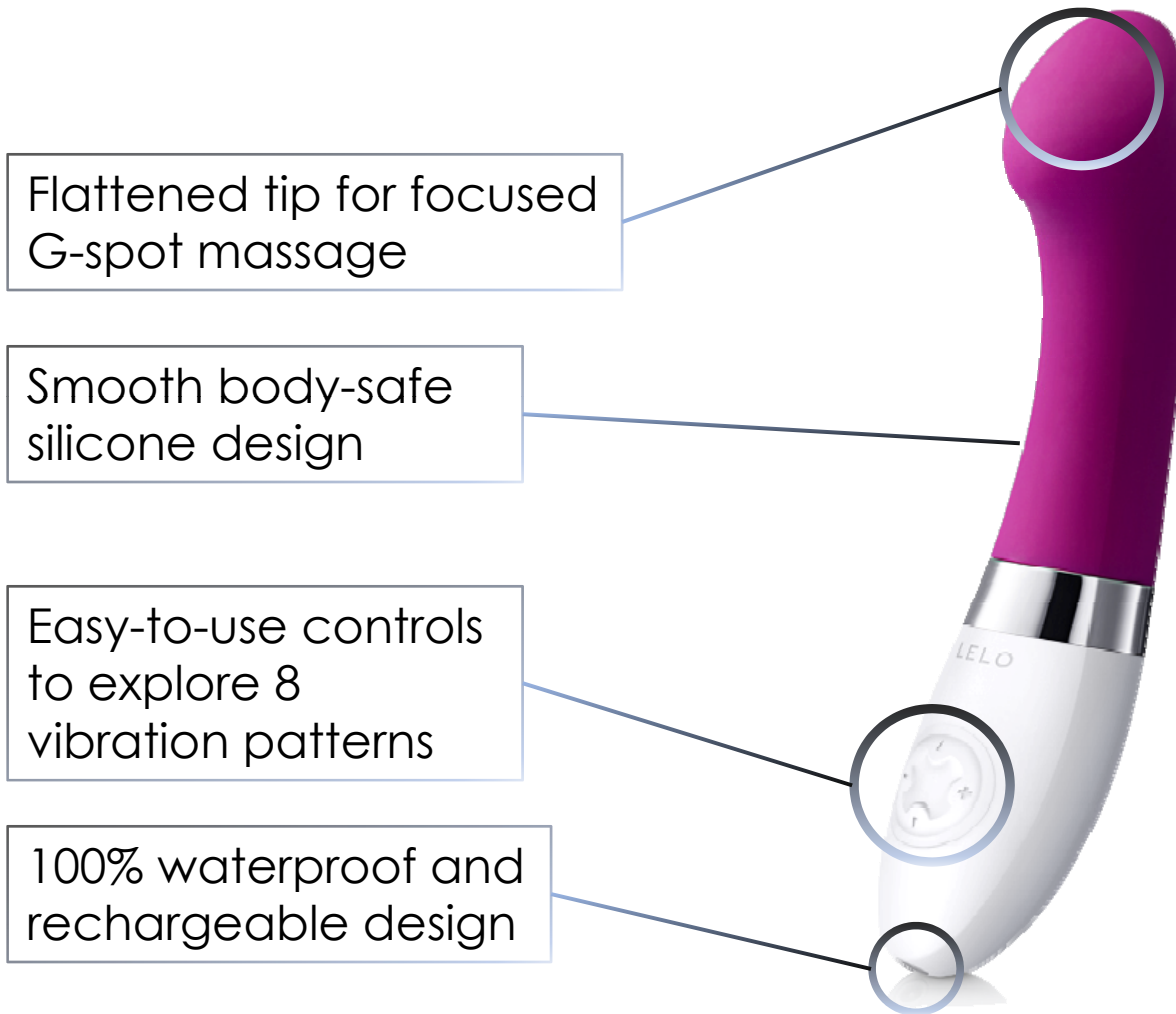 Flattened tip for focused
G-spot massage
Smooth body-safe
silicone design
LELO
Easy-to-use controls
to explore 8
vibration patterns
100% waterproof and
rechargeable design